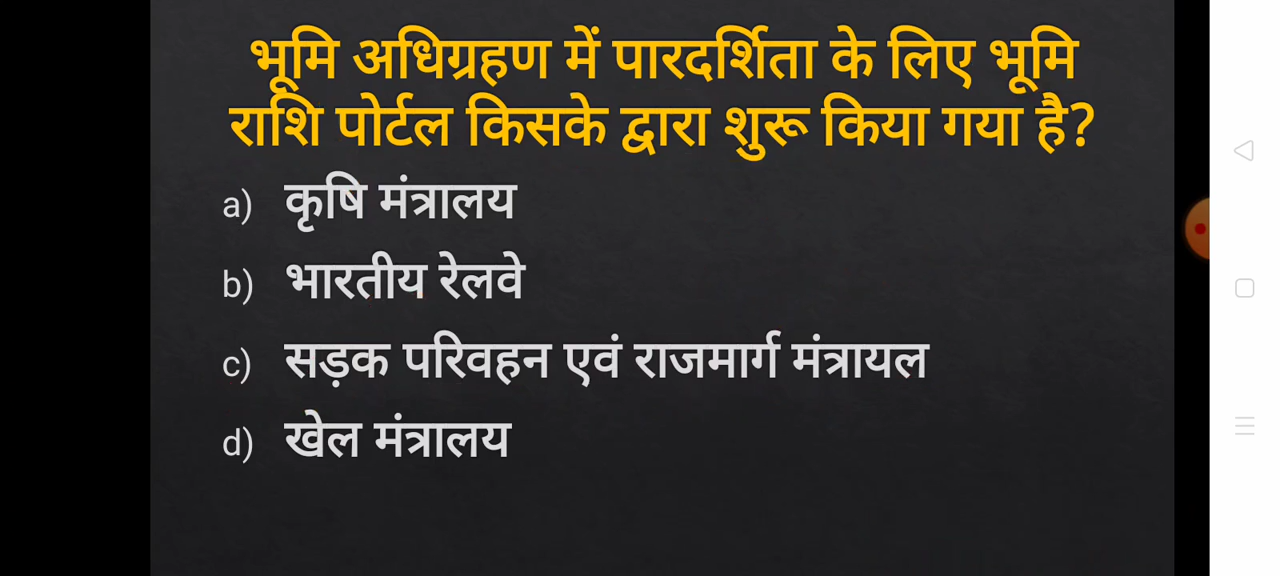 भूमि अधिग्रहण में पारदर्शिता के लिए भूमि
राशि पोर्टल किसके द्वारा शुरू किया गया है?
a) कृषि मंत्रालय
b) भारतीय रेलवे
c) सड़क परिवहन एवं राजमार्ग मंत्रायल
d) खेल मंत्रालय